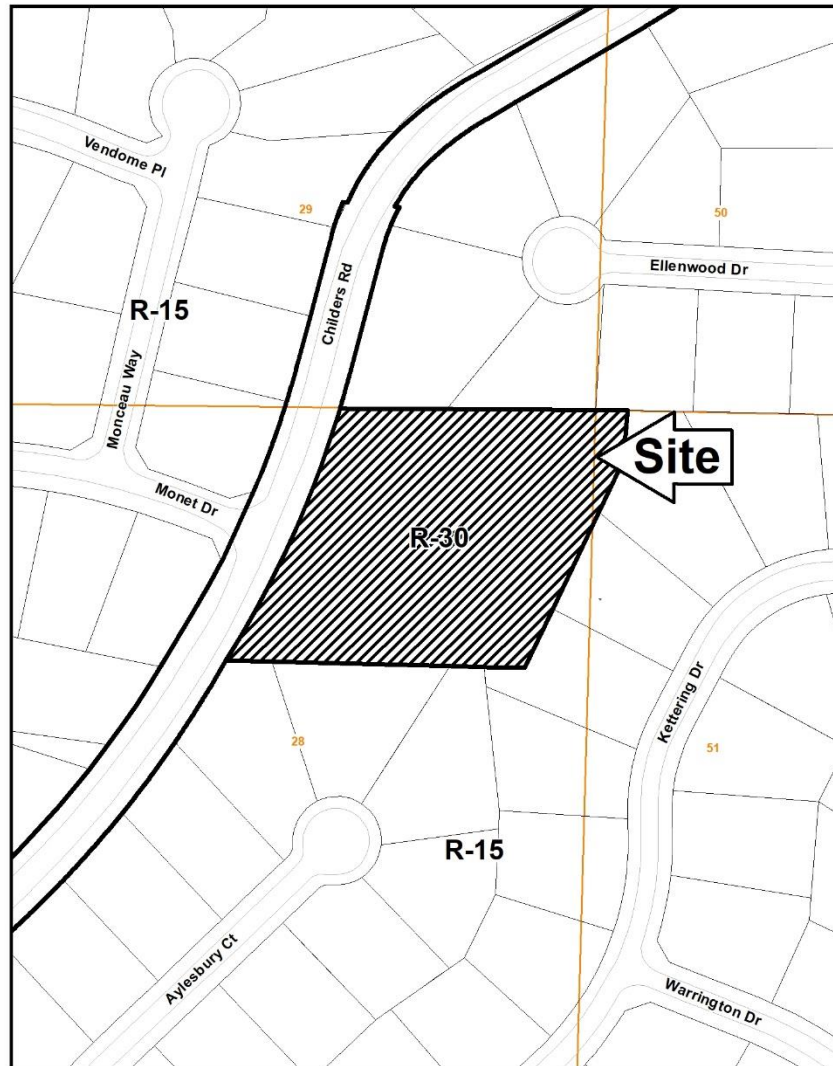 Vendome Pl
29
50
Ellenwood Dr
Childers Rd
R-15
Monceau Way
Site
Monet Dr
R-30
Kettering Dr
28
51
R-15
Aylesbury Ct
Warrington Dr